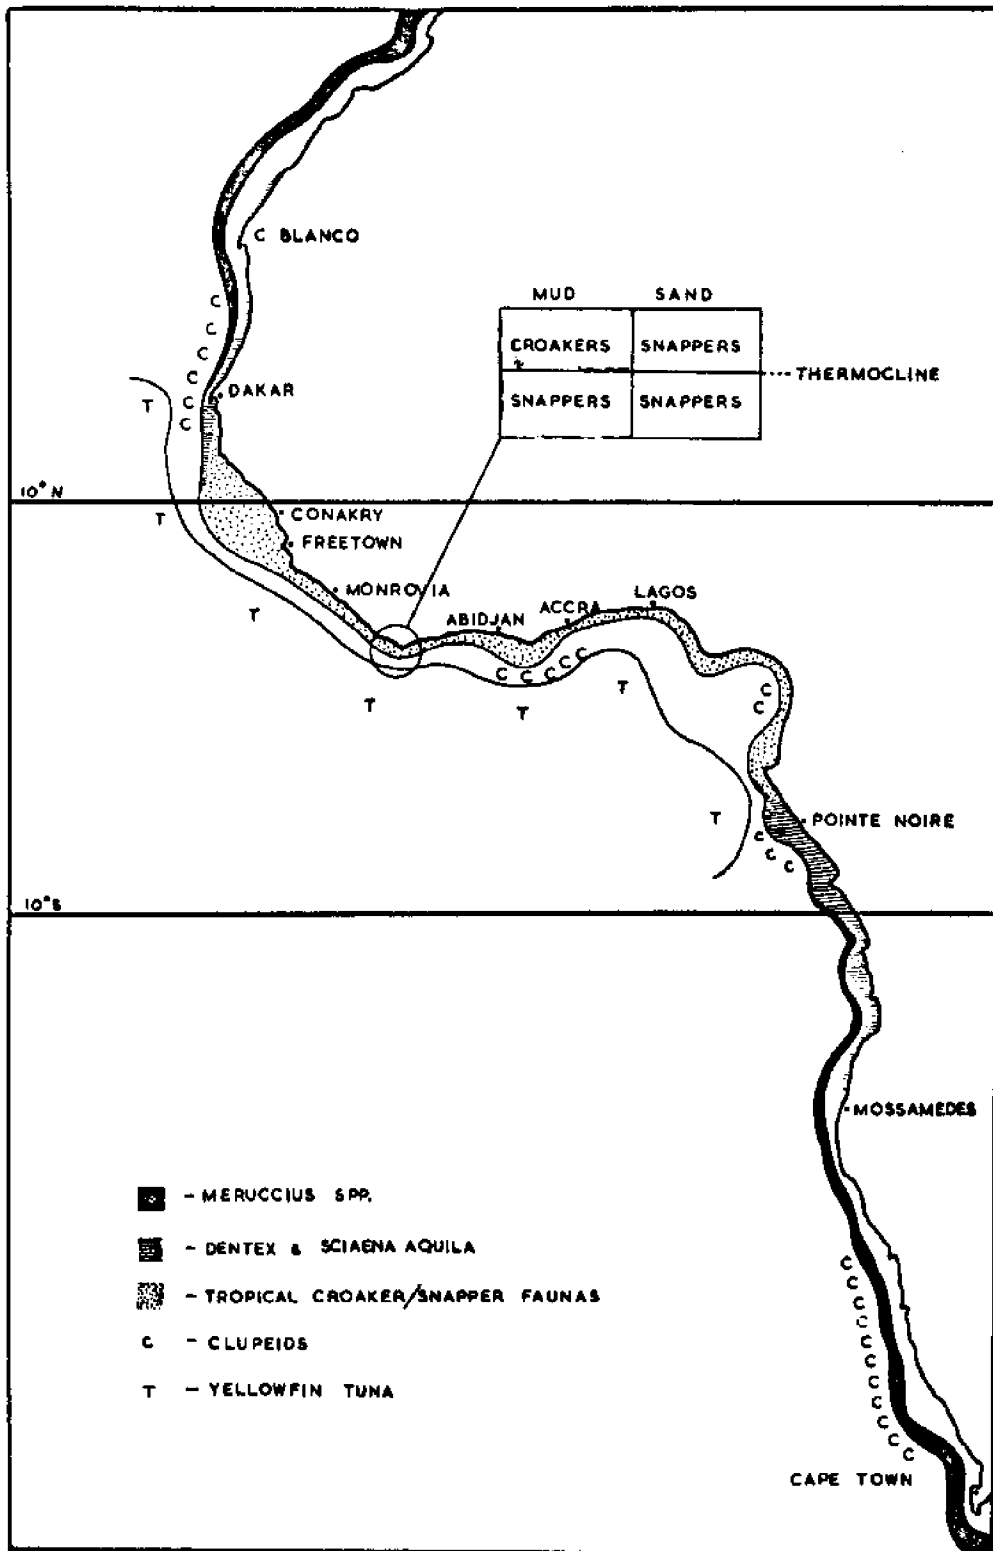 C BLANCO
C
C
C
C
C
C
DAKAR
T
MUD SAND
CROAKERS SNAPPERS
THERMOCLINE
SNAPPERS SNAPPERS
10° N
T
CONAKRY
FREETOWN
MONROVIA
T
ABIDJAN
ACCRA
LAGOS
C C C C C
T
T
T
C
C
T
POINTE NOIRE
C
C
C
10° S
MOSSAMEDES
- MERUCCIUS SPP.
- DENTEX & SCIAENA AQUILA
- TROPICAL CROAKER/SNAPPER FAUNAS
C - CLUPEIDS
T - YELLOWFIN TUNA
C
C
C
C
C
C
C
C
C
C
CAPE TOWN